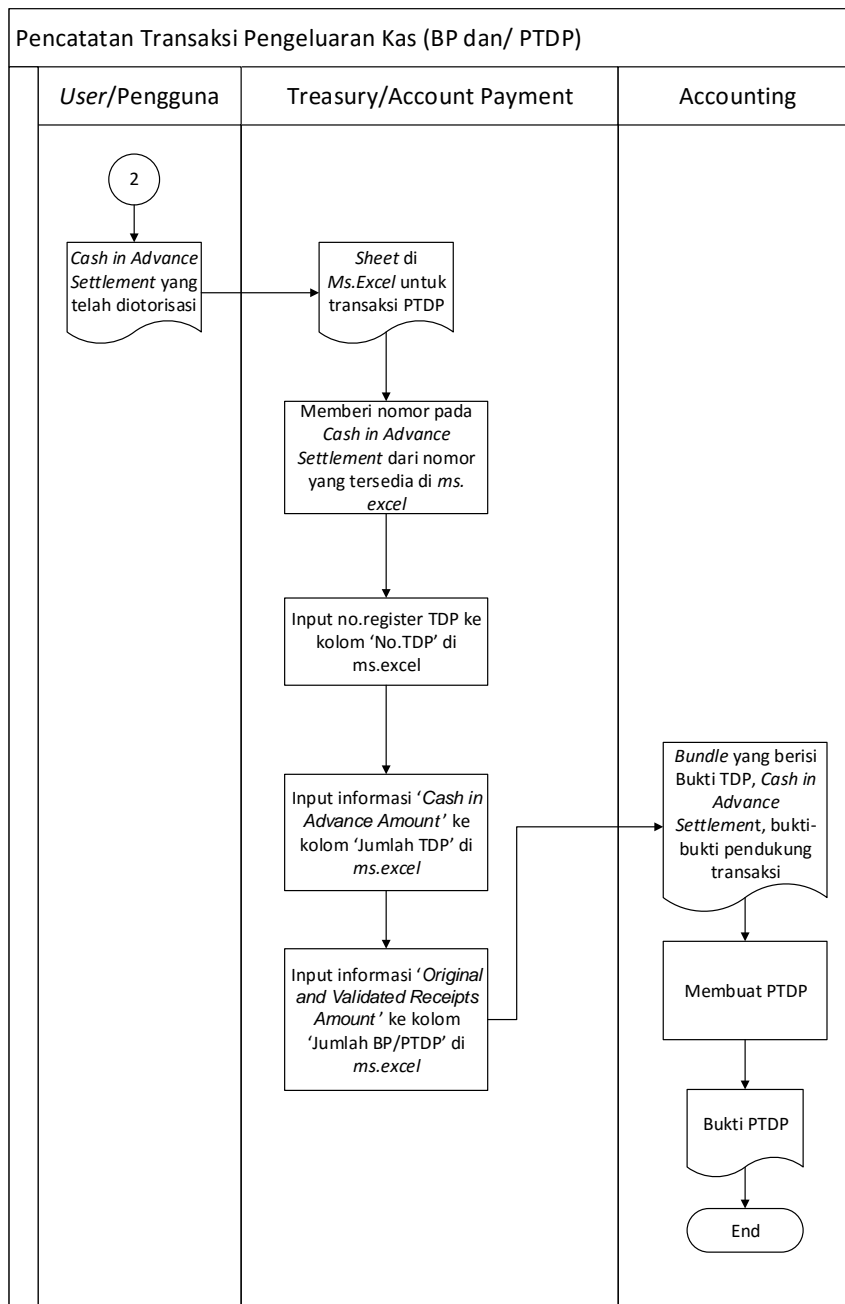 Pencatatan Transaksi Pengeluaran Kas (BP dan/ PTDP)
User/Pengguna
Treasury/Account Payment
Accounting
2
Cash in Advance
Settlement yang
telah diotorisasi
Sheet di
Ms.Excel untuk
transaksi PTDP
Memberi nomor pada
Cash in Advance
Settlement dari nomor
yang tersedia di ms.
excel
Input no.register TDP ke
kolom ‘No.TDP’ di
ms.excel
Input informasi ‘Cash in
Advance Amount’ ke
kolom ‘Jumlah TDP’ di
ms.excel
Input informasi ‘Original
and Validated Receipts
Amount’ ke kolom
‘Jumlah BP/PTDP’ di
ms.excel
Bundle yang berisi
Bukti TDP, Cash in
Advance
Settlement, bukti-
bukti pendukung
transaksi
Membuat PTDP
Bukti PTDP
End